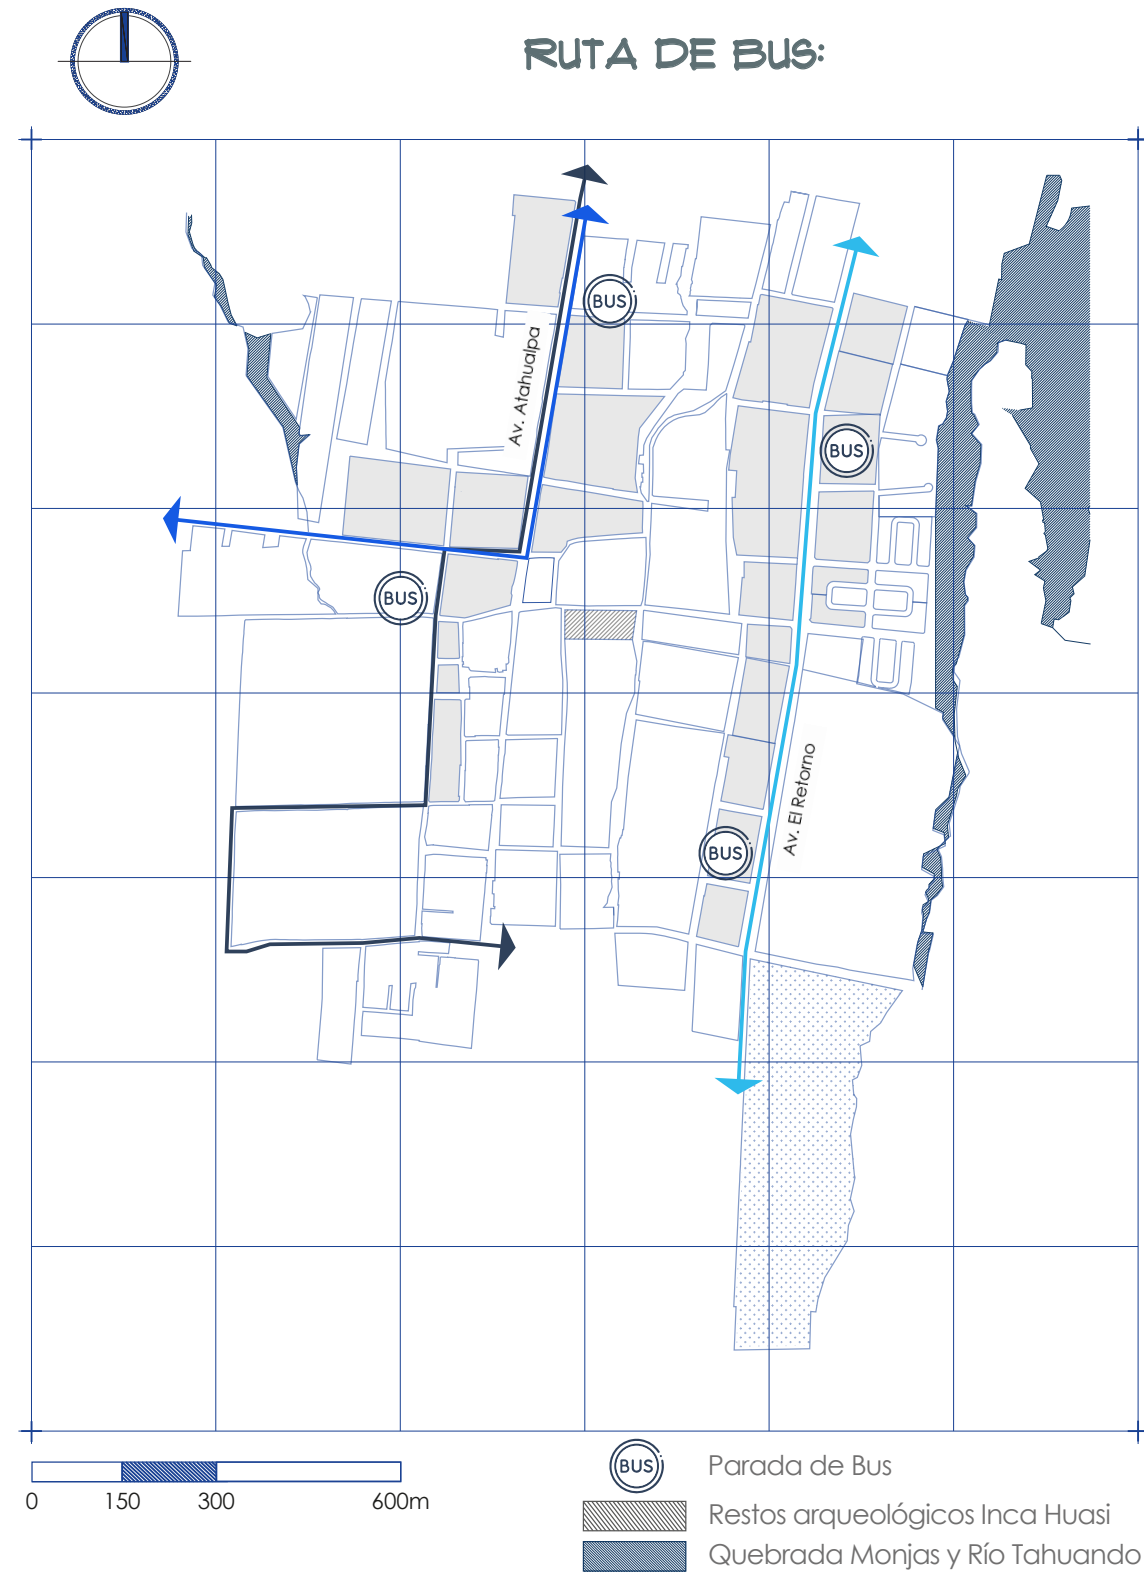 RUTA DE BUS:
BUS
Av. Atahualpa
BUS
BUS
Av. El Retorno
BUS
0 150 300 600m
BUS Parada de Bus
Restos arqueológicos Inca Huasi
Quebrada Monjas y Río Tahuando